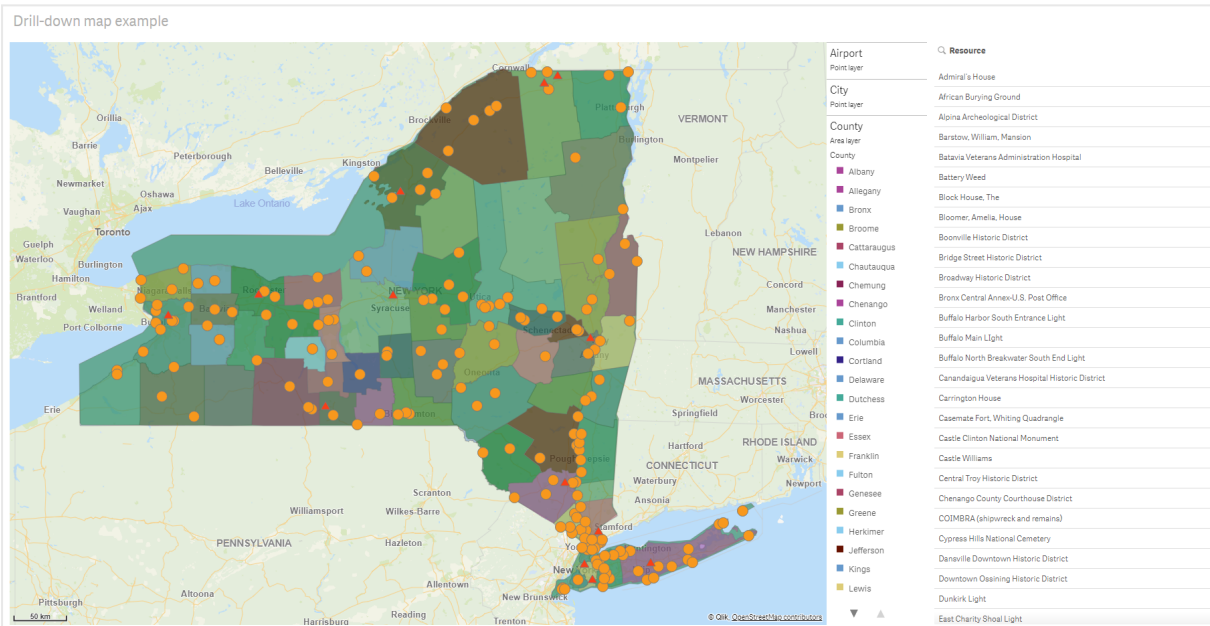 Drill-down map example
Cornwall
Orillia
Brockville
VERMONT
Barrie
Burlington
Peterborough
Kingston
Montpelier
Belleville
Newmarket
Oshawa
Lake Ontario
Vaughan
Ajax
Toronto
Lebanon
Guelph
NEW HAMPSHIRE
Waterloo
Burlington
Hamilton
Concord
Brantford
NEW YORK
Welland
Syracuse
Utica
Manchester
Port Colborne
Nashua
Lowell
Oneonta
MASSACHUSETTS
Worcester
Erie
Springfield
Hartford
RHODE ISLAND
Warwick
CONNECTICUT
Waterbury
Newport
Scranton
Ansonia
Williamsport
Wilkes-Barre
Stamford
PENNSYLVANIA
Hazleton
Allentown
New Brunswick
Altoona
Pittsburgh
Reading
Trenton
Harrisburg
50 km
© Qlik, OpenStreetMap contributors
Airport
Point layer
City
Point layer
County
Area layer
County
Albany
Allegany
Bronx
Broome
Cattaraugus
Chautauqua
Chemung
Chenango
Clinton
Columbia
Cortland
Delaware
Dutchess
Erie
Essex
Franklin
Fulton
Genesee
Greene
Herkimer
Jefferson
Kings
Lewis
Resource
Admiral's House
African Burying Ground
Alpina Archeological District
Barstow, William, Mansion
Batavia Veterans Administration Hospital
Battery Weed
Block House, The
Bloomer, Amelia, House
Boonville Historic District
Bridge Street Historic District
Broadway Historic District
Bronx Central Annex-U.S. Post Office
Buffalo Harbor South Entrance Light
Buffalo Main LIght
Buffalo North Breakwater South End Light
Canandaigua Veterans Hospital Historic District
Carrington House
Casemate Fort, Whiting Quadrangle
Castle Clinton National Monument
Castle Williams
Central Troy Historic District
Chenango County Courthouse District
COIMBRA (shipwreck and remains)
Cypress Hills National Cemetery
Dansville Downtown Historic District
Downtown Ossining Historic District
Dunkirk Light
East Charity Shoal Light